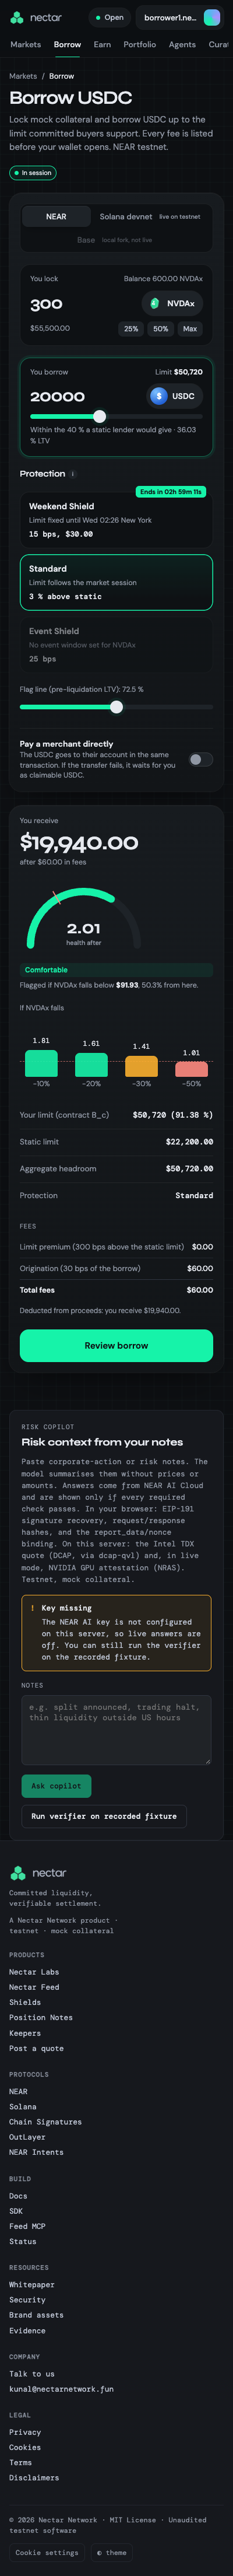 nectar
Open
borrower1.ne...
Markets Borrow Earn Portfolio Agents Curat
Markets / Borrow
Borrow USDC
Lock mock collateral and borrow USDC up to the
limit committed buyers support. Every fee is listed
before your wallet opens. NEAR testnet.
In session
NEAR
Solana devnet live on testnet
Base local fork, not live
You lock
Balance 600.00 NVDAx
300
NVDAx
$55,500.00
25% 50% Max
You borrow
Limit $50,720
20000
USDC
Within the 40 % a static lender would give · 36.03
% LTV
Protection i
Ends in 02h 59m 11s
Weekend Shield
Limit fixed until Wed 02:26 New York
15 bps, $30.00
Standard
Limit follows the market session
3 % above static
Event Shield
No event window set for NVDAx
25 bps
Flag line (pre-liquidation LTV): 72.5 %
Pay a merchant directly
The USDC goes to their account in the same
transaction. If the transfer fails, it waits for you
as claimable USDC.
You receive
$19,940.00
after $60.00 in fees
2.01
health after
Comfortable
Flagged if NVDAx falls below $91.93, 50.3% from here.
If NVDAx falls
1.81 1.61 1.41 1.01
-10% -20% -30% -50%
Your limit (contract B_c) $50,720 (91.38 %)
Static limit $22,200.00
Aggregate headroom $50,720.00
Protection Standard
FEES
Limit premium (300 bps above the static limit) $0.00
Origination (30 bps of the borrow) $60.00
Total fees $60.00
Deducted from proceeds: you receive $19,940.00.
Review borrow
RISK COPILOT
Risk context from your notes
Paste corporate-action or risk notes. The
model summarises them without prices or
amounts. Answers come from NEAR AI Cloud
and are shown only if every required
check passes. In your browser: EIP-191
signature recovery, request/response
hashes, and the report_data/nonce
binding. On this server: the Intel TDX
quote (DCAP, via dcap-qvl) and, in live
mode, NVIDIA GPU attestation (NRAS).
Testnet, mock collateral.
! Key missing
The NEAR AI key is not configured
on this server, so live answers are
off. You can still run the verifier
on the recorded fixture.
NOTES
e.g. split announced, trading halt,
thin liquidity outside US hours
Ask copilot
Run verifier on recorded fixture
nectar
Committed liquidity,
verifiable settlement.
A Nectar Network product ·
testnet · mock collateral
PRODUCTS
Nectar Labs
Nectar Feed
Shields
Position Notes
Keepers
Post a quote
PROTOCOLS
NEAR
Solana
Chain Signatures
OutLayer
NEAR Intents
BUILD
Docs
SDK
Feed MCP
Status
RESOURCES
Whitepaper
Security
Brand assets
Evidence
COMPANY
Talk to us
kunal@nectarnetwork.fun
LEGAL
Privacy
Cookies
Terms
Disclaimers
© 2026 Nectar Network · MIT License · Unaudited
testnet software
Cookie settings
◐ theme